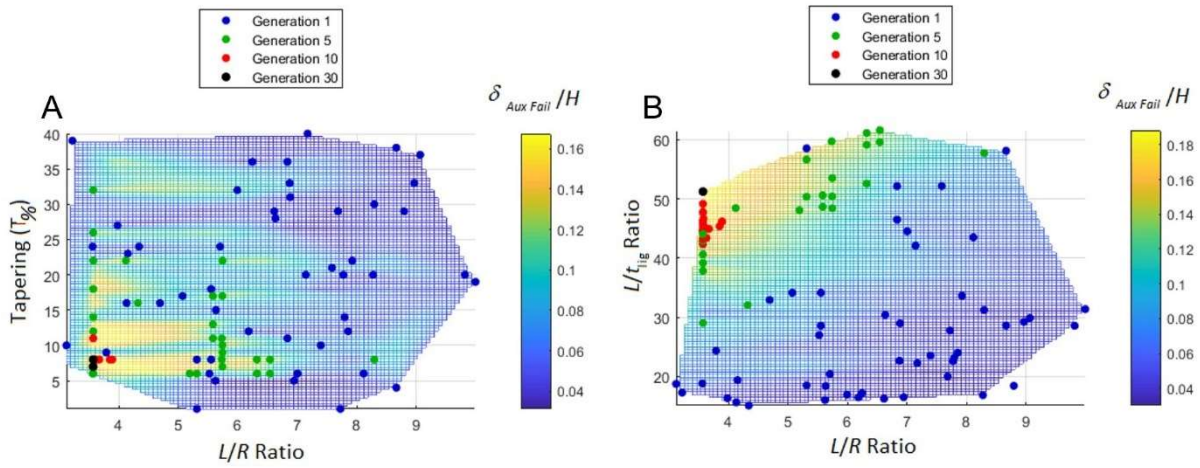 Generation 1
Generation 5
Generation 10
Generation 30
A
δ Aux Fail /H
Tapering (T%)
40
35
30
25
20
15
10
5
4 5 6 7 8 9
L/R Ratio
0.16
0.14
0.12
0.1
0.08
0.06
0.04
Generation 1
Generation 5
Generation 10
Generation 30
B
δ Aux Fail /H
L/tlig Ratio
60
50
40
30
20
4 5 6 7 8 9
L/R Ratio
0.18
0.16
0.14
0.12
0.1
0.08
0.06
0.04